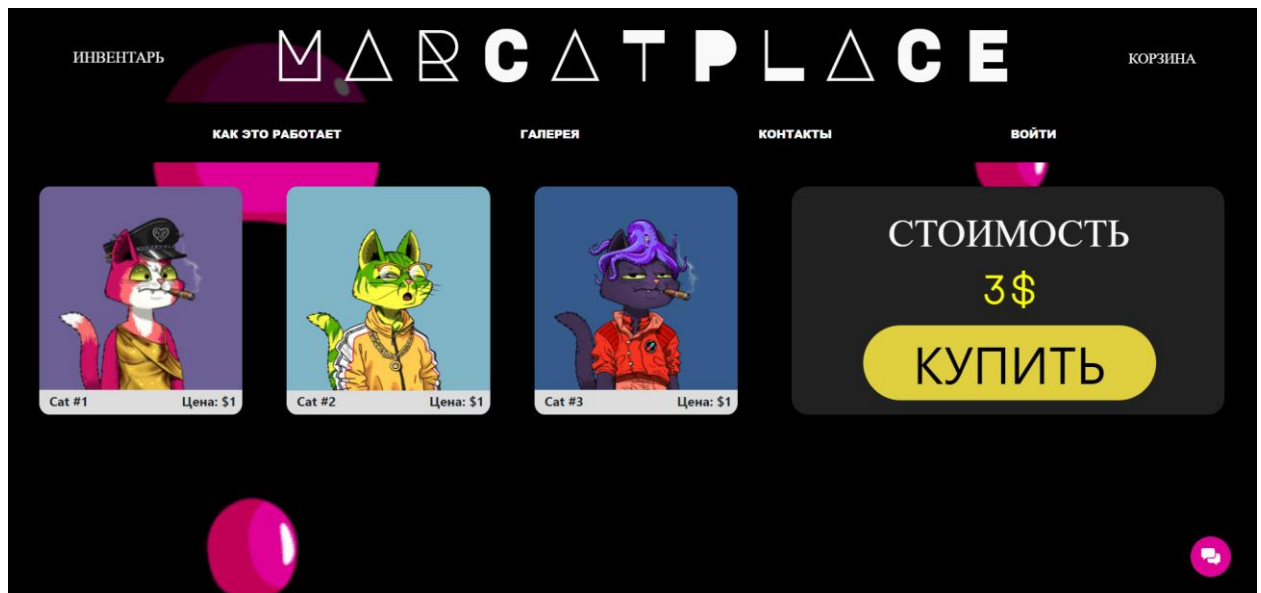 ИНВЕНТАРЬ
MARCATPLACE
КОРЗИНА
КАК ЭТО РАБОТАЕТ
ГАЛЕРЕЯ
КОНТАКТЫ
ВОЙТИ
Cat #1 Цена: $1
Cat #2 Цена: $1
Cat #3 Цена: $1
СТОИМОСТЬ
3$
КУПИТЬ